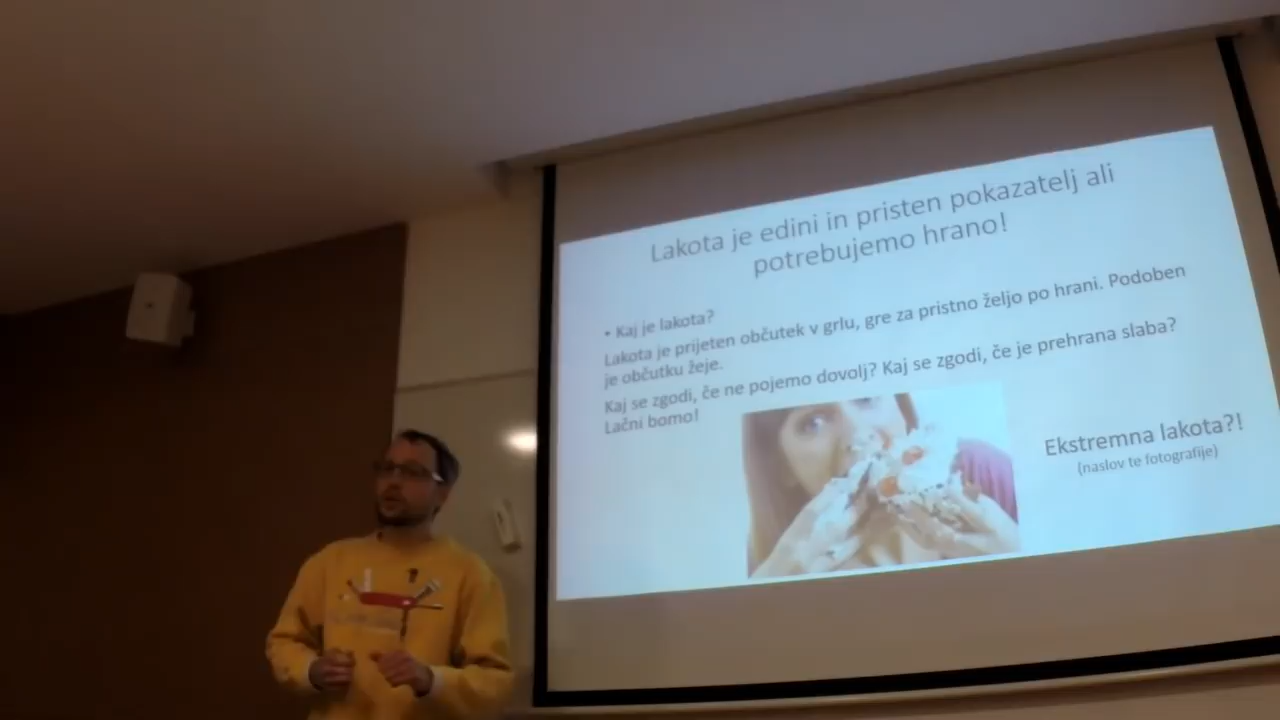 Lakota je edini in pristen pokazatelj ali
potrebujemo hrano!
• Kaj je lakota?
Lakota je prijeten občutek v grlu, gre za pristno željo po hrani. Podoben
je občutku žeje.
Kaj se zgodi, če ne pojemo dovolj? Kaj se zgodi, če je prehrana slaba?
Lačni bomo!
Ekstremna lakota?!
(naslov te fotografije)